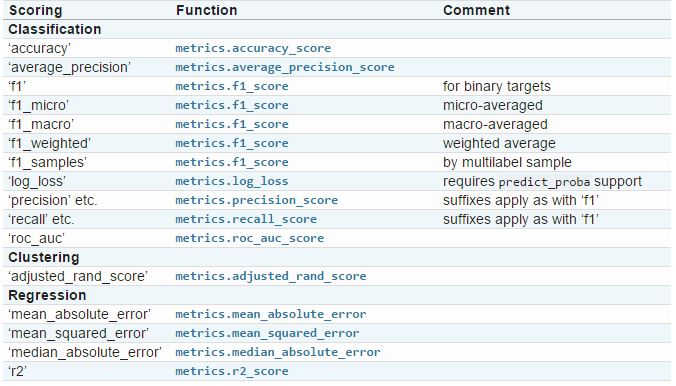 Scoring Function Comment
Classification
‘accuracy’ metrics.accuracy_score
‘average_precision’ metrics.average_precision_score
‘f1’ metrics.f1_score for binary targets
‘f1_micro’ metrics.f1_score micro-averaged
‘f1_macro’ metrics.f1_score macro-averaged
‘f1_weighted’ metrics.f1_score weighted average
‘f1_samples’ metrics.f1_score by multilabel sample
‘log_loss’ metrics.log_loss requires predict_proba support
‘precision’ etc. metrics.precision_score suffixes apply as with ‘f1’
‘recall’ etc. metrics.recall_score suffixes apply as with ‘f1’
‘roc_auc’ metrics.roc_auc_score
Clustering
‘adjusted_rand_score’ metrics.adjusted_rand_score
Regression
‘mean_absolute_error’ metrics.mean_absolute_error
‘mean_squared_error’ metrics.mean_squared_error
‘median_absolute_error’ metrics.median_absolute_error
‘r2’ metrics.r2_score